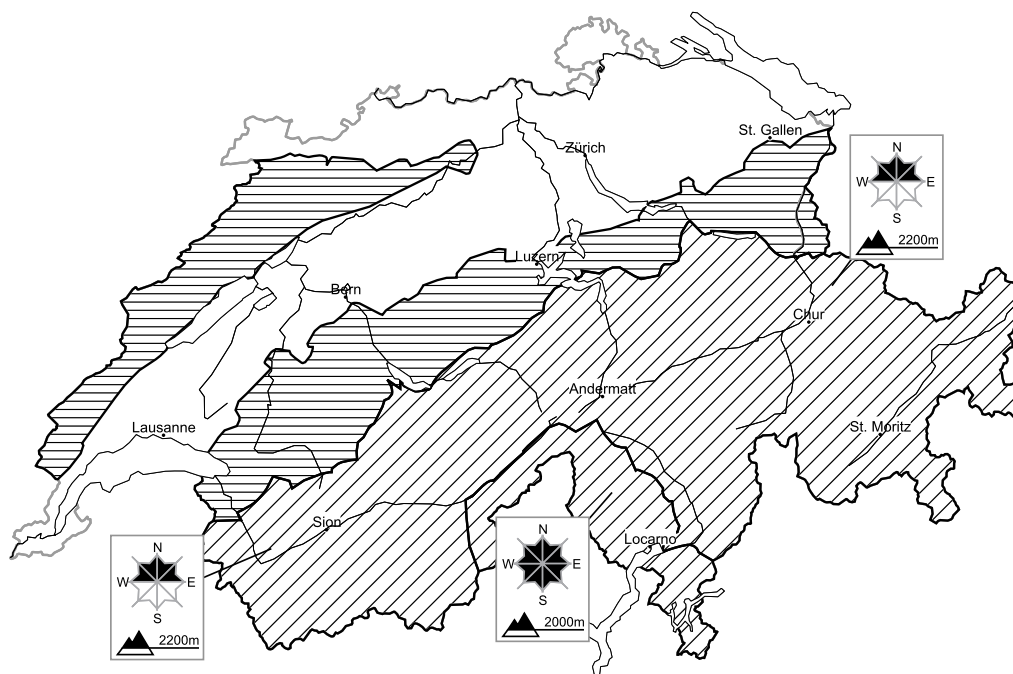 St. Gallen
Zürich
N
W E
S
2200m
Luzern
Bern
Chur
Andermatt
Lausanne
St. Moritz
Sion
N
W E
S
2200m
N
W E
S
2000m
Locarno